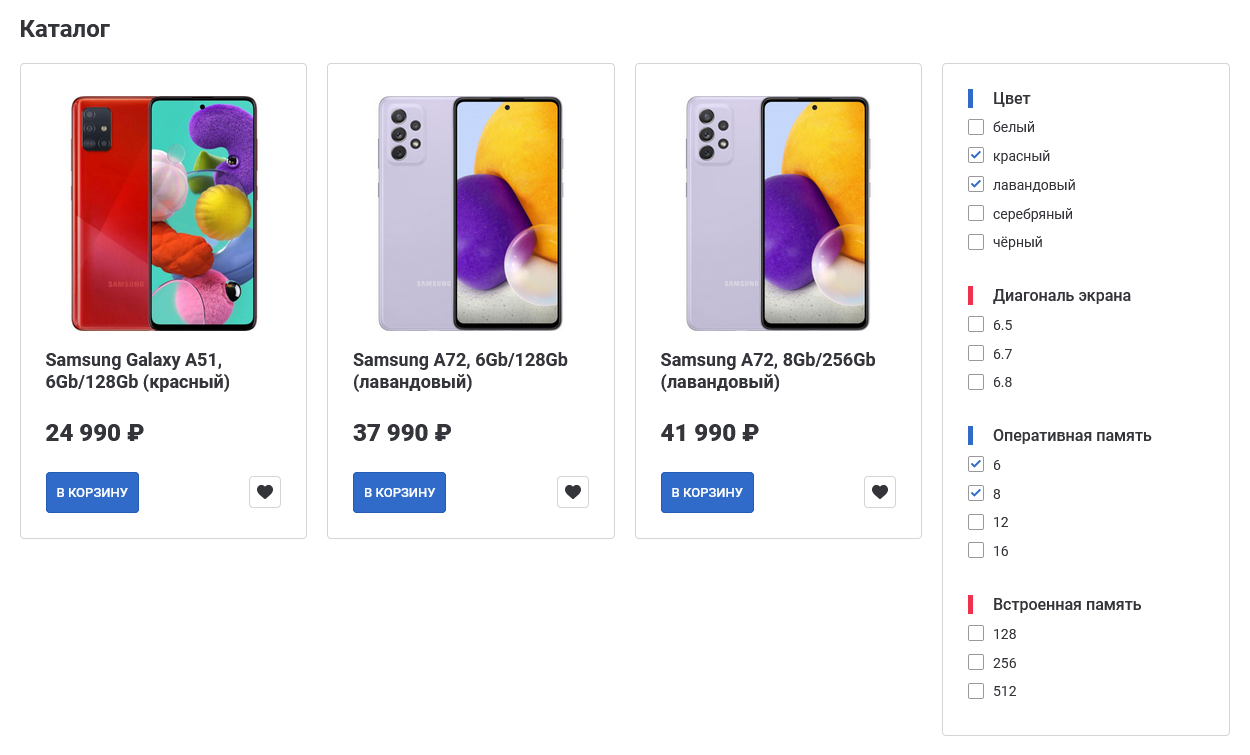 Каталог
SAMSUNG
Samsung Galaxy A51,
6Gb/128Gb (красный)
24 990 ₽
В КОРЗИНУ
SAMSUNG
Samsung A72, 6Gb/128Gb
(лавандовый)
37 990 ₽
В КОРЗИНУ
SAMSUNG
Samsung A72, 8Gb/256Gb
(лавандовый)
41 990 ₽
В КОРЗИНУ
Цвет
белый
красный
лавандовый
серебряный
чёрный
Диагональ экрана
6.5
6.7
6.8
Оперативная память
6
8
12
16
Встроенная память
128
256
512